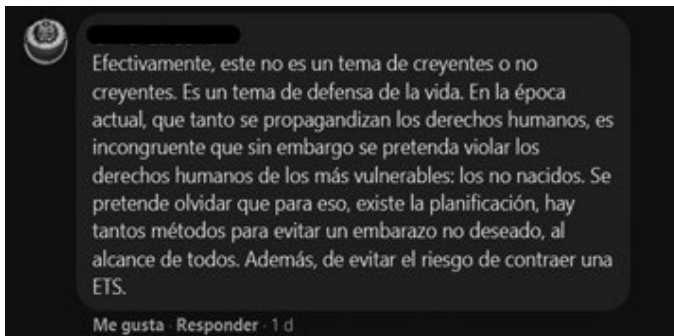 Efectivamente, este no es un tema de creyentes o no
creyentes. Es un tema de defensa de la vida. En la época
actual, que tanto se propagandizan los derechos humanos, es
incongruente que sin embargo se pretenda violar los
derechos humanos de los más vulnerables: los no nacidos. Se
pretende olvidar que para eso, existe la planificación, hay
tantos métodos para evitar un embarazo no deseado, al
alcance de todos. Además, de evitar el riesgo de contraer una
ETS.
Me gusta · Responder · 1 d